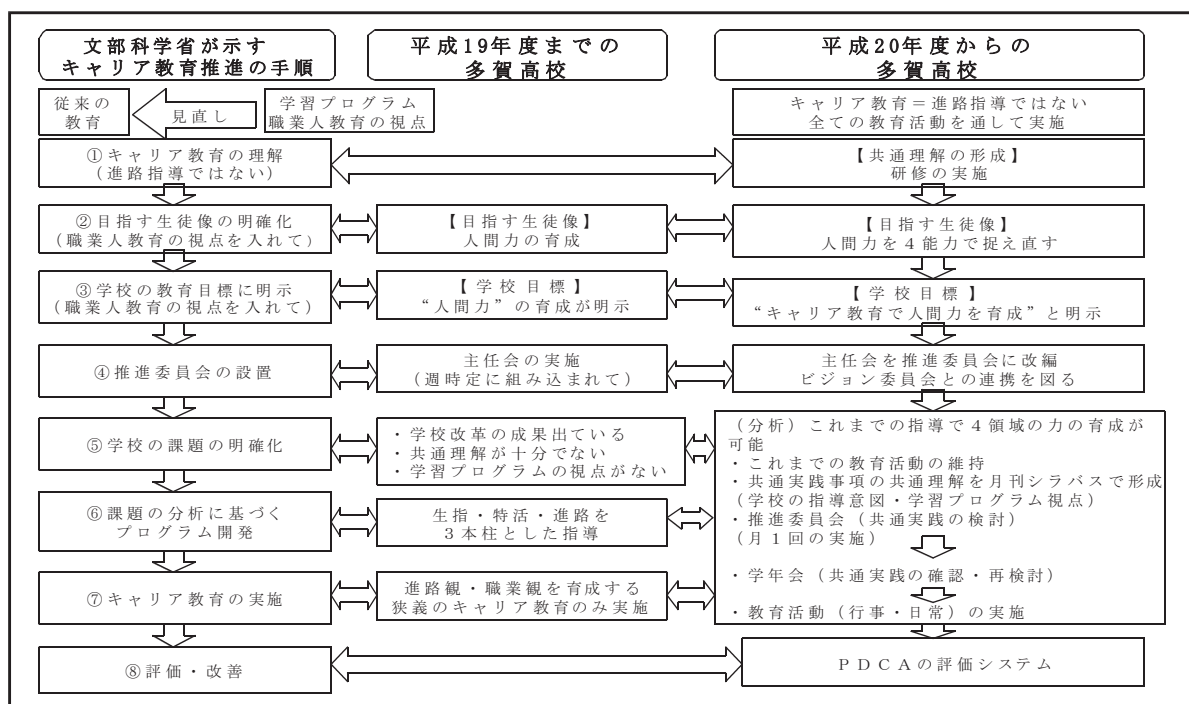 文部科学省が示す
キャリア教育推進の手順
平成19年度までの
多賀高校
平成20年度からの
多賀高校
従来の
教育
見直し
学習プログラム
職業人教育の視点
キャリア教育＝進路指導ではない
全ての教育活動を通して実施
①キャリア教育の理解
(進路指導ではない)
【共通理解の形成】
研修の実施
②目指す生徒像の明確化
(職業人教育の視点を入れて)
【目指す生徒像】
人間力の育成
【目指す生徒像】
人間力を４能力で捉え直す
③学校の教育目標に明示
(職業人教育の視点を入れて)
【学校目標】
“人間力”の育成が明示
【学校目標】
“キャリア教育で人間力を育成”と明示
④推進委員会の設置
主任会の実施
(週時定に組み込まれて)
主任会を推進委員会に改編
ビジョン委員会との連携を図る
⑤学校の課題の明確化
・学校改革の成果出ている
・共通理解が十分でない
・学習プログラムの視点がない
(分析)これまでの指導で４領域の力の育成が
可能
・これまでの教育活動の維持
・共通実践事項の共通理解を月刊シラバスで形成
(学校の指導意図・学習プログラム視点)
・推進委員会(共通実践の検討)
(月１回の実施)
・学年会(共通実践の確認・再検討)
・教育活動(行事・日常)の実施
⑥課題の分析に基づく
プログラム開発
生指・特活・進路を
３本柱とした指導
⑦キャリア教育の実施
進路観・職業観を育成する
狭義のキャリア教育のみ実施
⑧評価・改善
ＰＤＣＡの評価システム